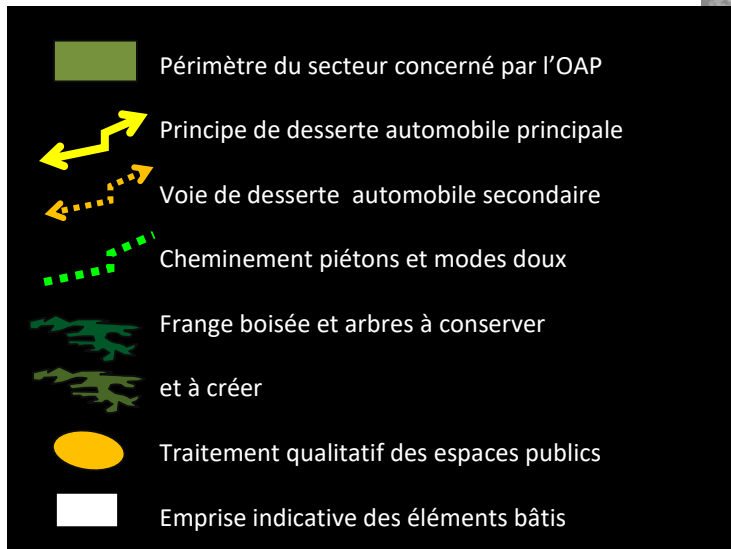 Périmètre du secteur concerné par l’OAP
Principe de desserte automobile principale
Voie de desserte  automobile secondaire
Cheminement piétons et modes doux
Frange boisée et arbres à conserver
et à créer
Traitement qualitatif des espaces publics
Emprise indicative des éléments bâtis